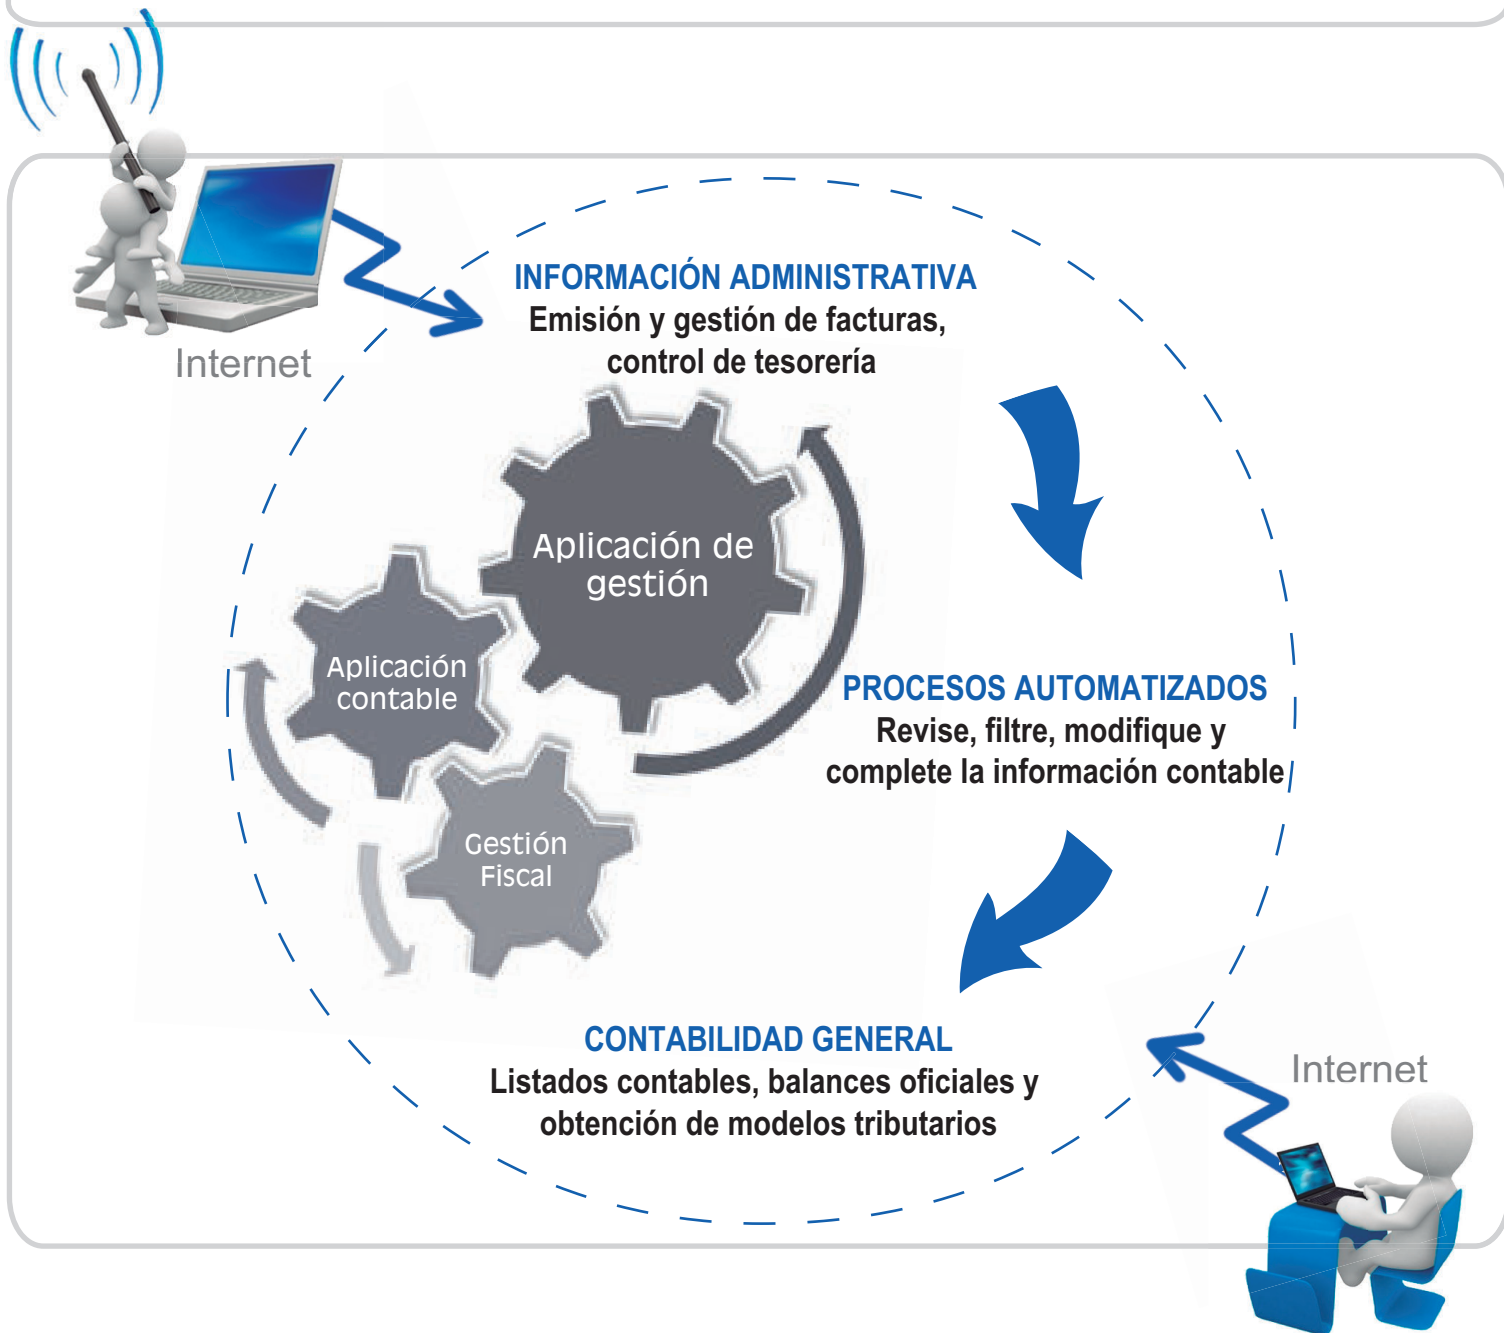 Internet
INFORMACIÓN ADMINISTRATIVA
Emisión y gestión de facturas,
control de tesorería
Aplicación de
gestión
Aplicación
contable
Gestión
Fiscal
PROCESOS AUTOMATIZADOS
Revise, filtre, modifique y
complete la información contable
CONTABILIDAD GENERAL
Listados contables, balances oficiales y
obtención de modelos tributarios
Internet